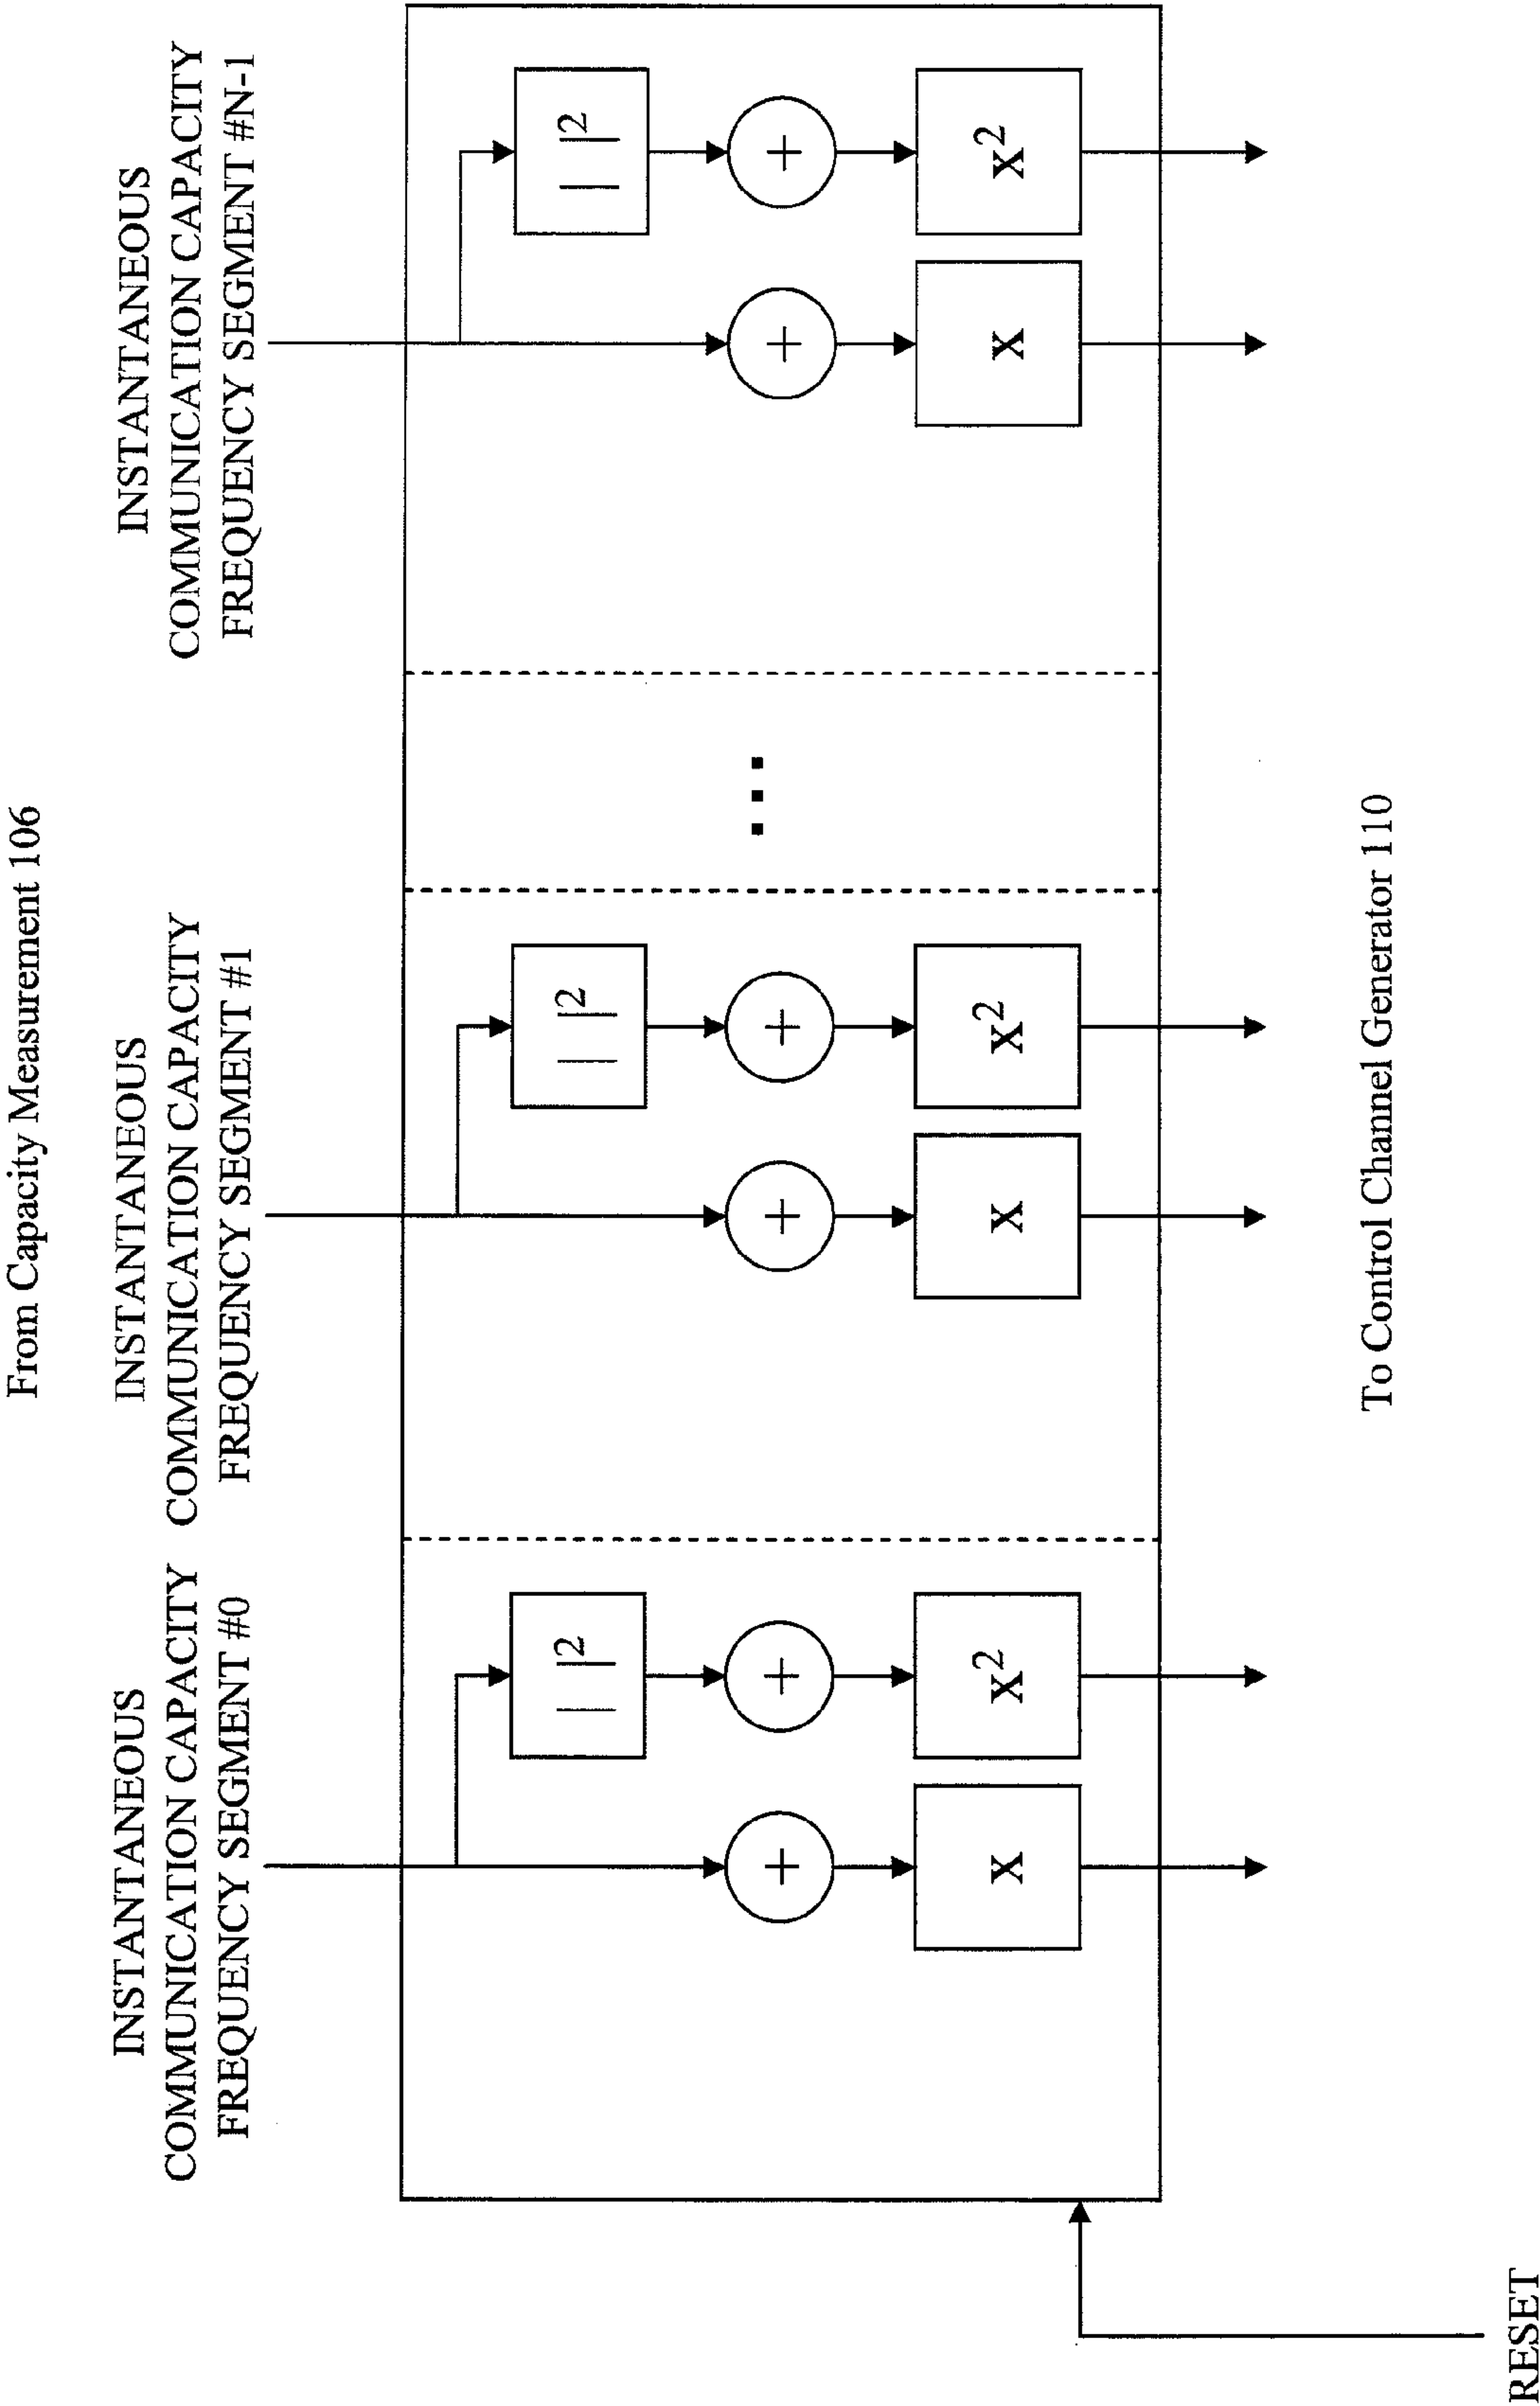 From Capacity Measurement 106
INSTANTANEOUS
COMMUNICATION CAPACITY
FREQUENCY SEGMENT #0
INSTANTANEOUS
COMMUNICATION CAPACITY
FREQUENCY SEGMENT #1
INSTANTANEOUS
COMMUNICATION CAPACITY
FREQUENCY SEGMENT #N-1
| |²
| |²
...
| |²
+
+
+
+
+
+
x
x²
x
x²
x
x²
RESET
To Control Channel Generator 110